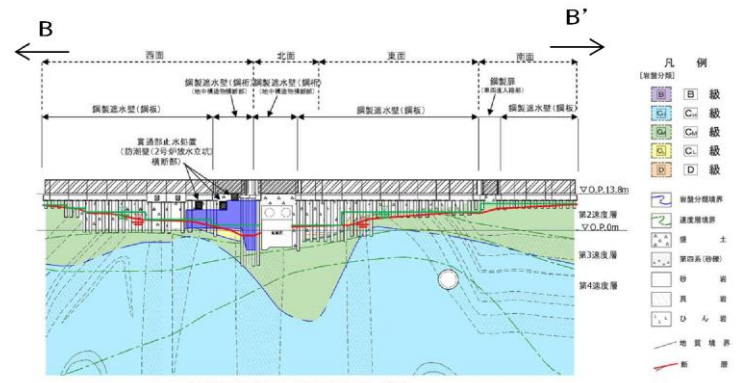 B
B’
西面
北面
東面
南面
鋼製遮水壁(鋼桁)
(地中構造物横断部)
鋼製遮水壁(鋼桁)
(地中構造物横断部)
鋼製扉
(車両進入路部)
鋼製遮水壁(鋼板)
鋼製遮水壁(鋼板)
鋼製遮水壁(鋼板)
貫通部止水処置
(防潮壁(2号炉放水立坑)
横断部)
▽O.P.13.8m
第2速度層
▽O.P.0m
第3速度層
第4速度層
凡 例
[岩盤分類]
B B 級
CH CH 級
CM CM 級
CL CL 級
D D 級
岩盤分類境界
速度層境界
盛 土
第四系(砂礫)
砂 岩
頁 岩
ひん 岩
地質境界
断 層